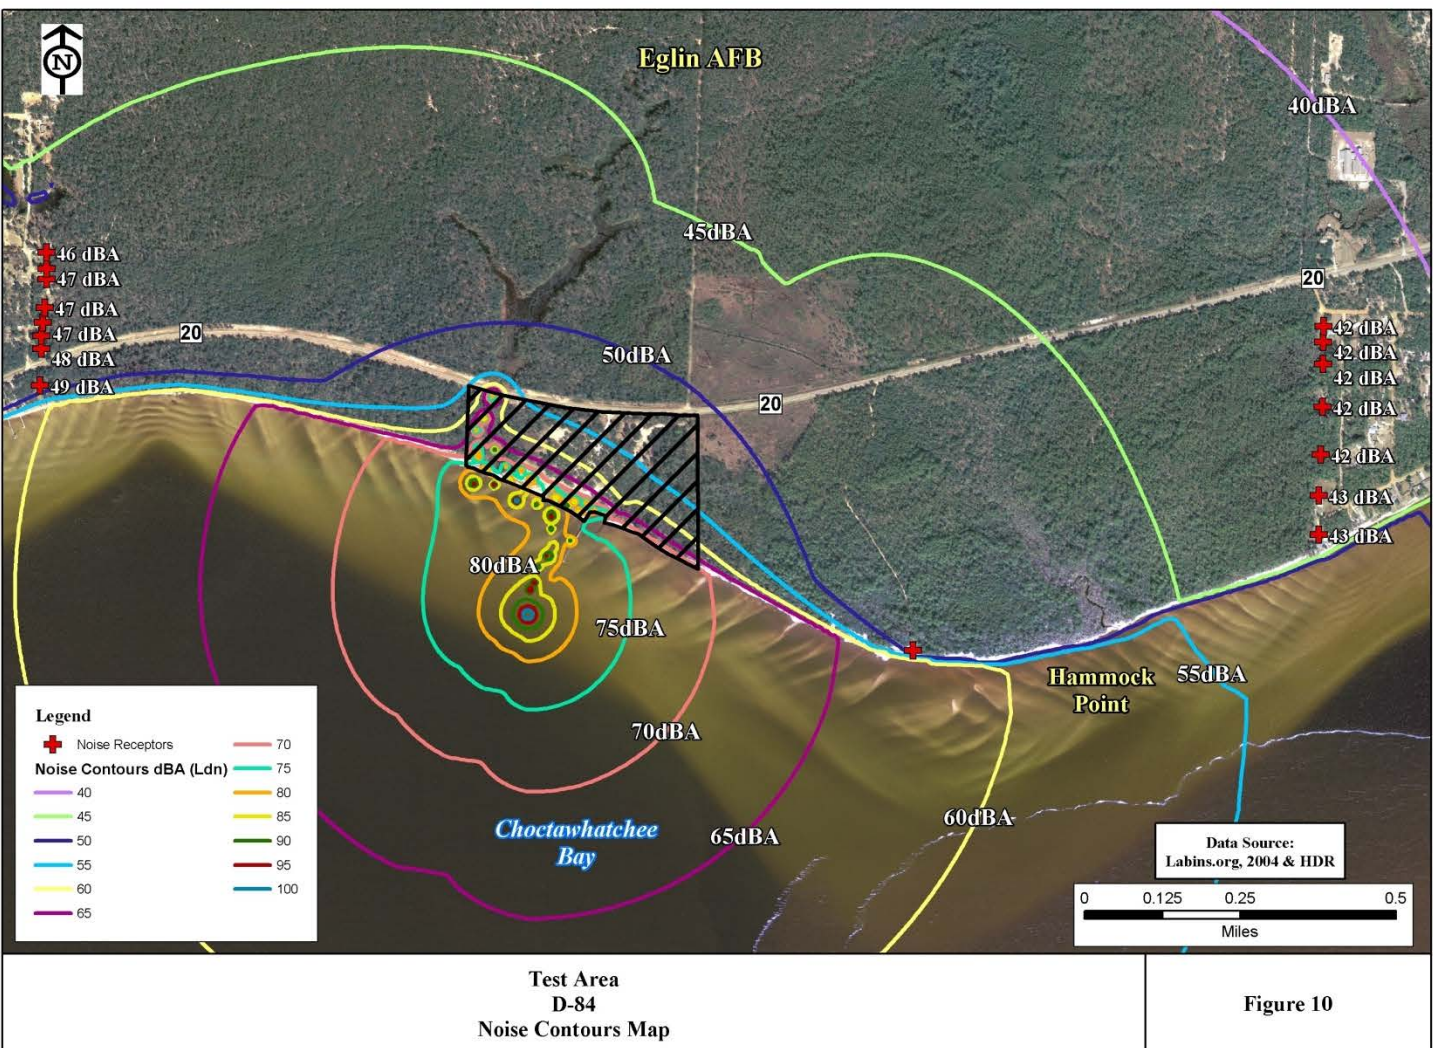 N
Eglin AFB
40dBA
45dBA
46 dBA
47 dBA
47 dBA
47 dBA
48 dBA
49 dBA
20
20
20
50dBA
42 dBA
42 dBA
42 dBA
42 dBA
42 dBA
43 dBA
43 dBA
80dBA
75dBA
70dBA
65dBA
60dBA
55dBA
Hammock
Point
Choctawhatchee
Bay
Legend
Noise Receptors
Noise Contours dBA (Ldn)
40
45
50
55
60
65
70
75
80
85
90
95
100
Data Source:
Labins.org, 2004 & HDR
0 0.125 0.25 0.5
Miles
Test Area
D-84
Noise Contours Map
Figure 10